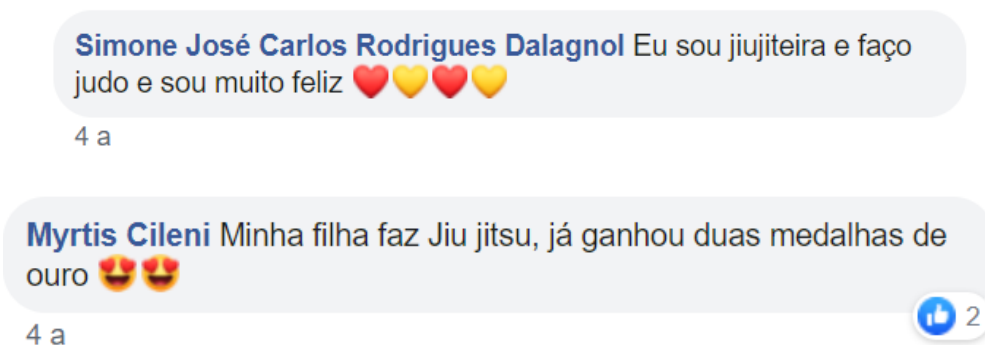 Simone José Carlos Rodrigues Dalagnol Eu sou jiujiteira e faço
judo e sou muito feliz ❤️💛❤️💛
4 a
Myrtis Cileni Minha filha faz Jiu jitsu, já ganhou duas medalhas de
ouro 😍😍
2
4 a